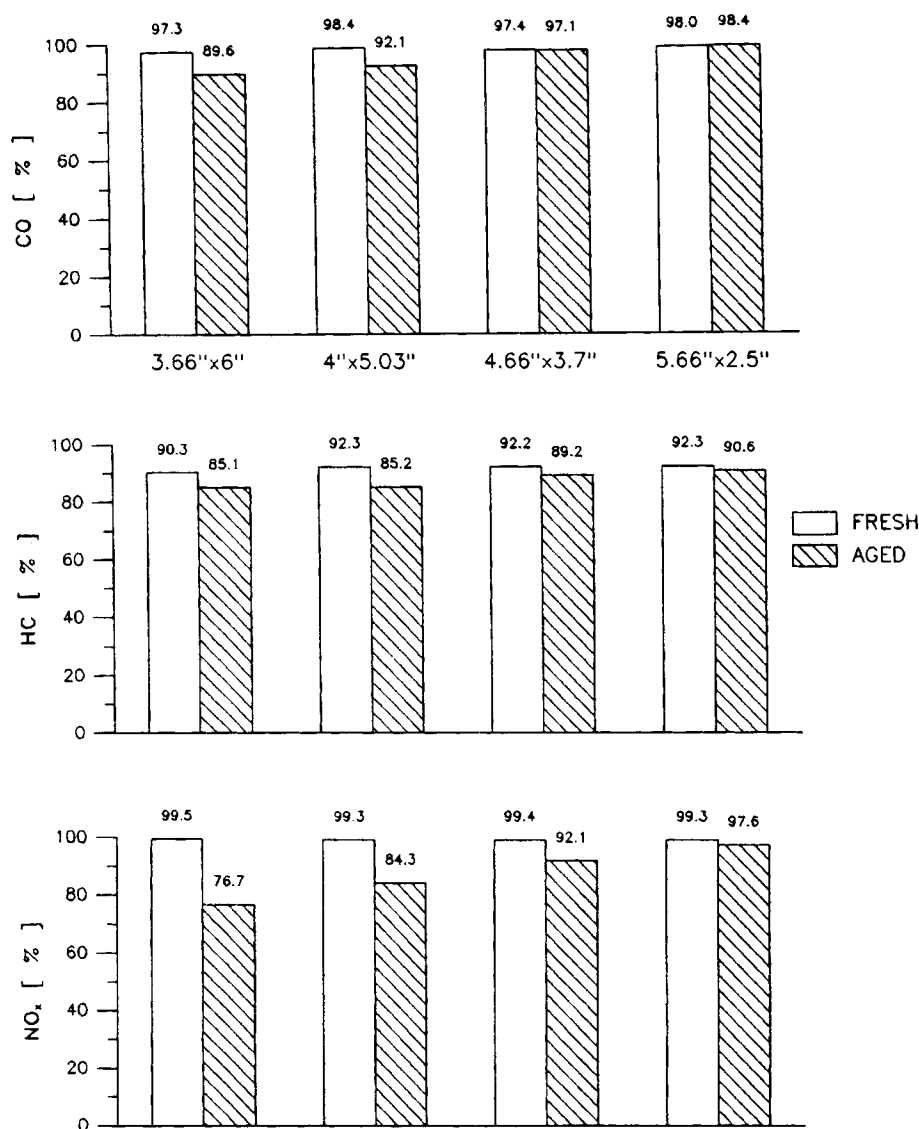 97.3 98.4 97.4 97.1 98.0 98.4
89.6 92.1
100
80
60
40
20
0
CO [ % ]
3.66"x6" 4"x5.03" 4.66"x3.7" 5.66"x2.5"
90.3 85.1 92.3 85.2 92.2 89.2 92.3 90.6
100
80
60
40
20
0
HC [ % ]
FRESH
AGED
99.5 76.7 99.3 84.3 99.4 92.1 99.3 97.6
100
80
60
40
20
0
NOₓ [ % ]